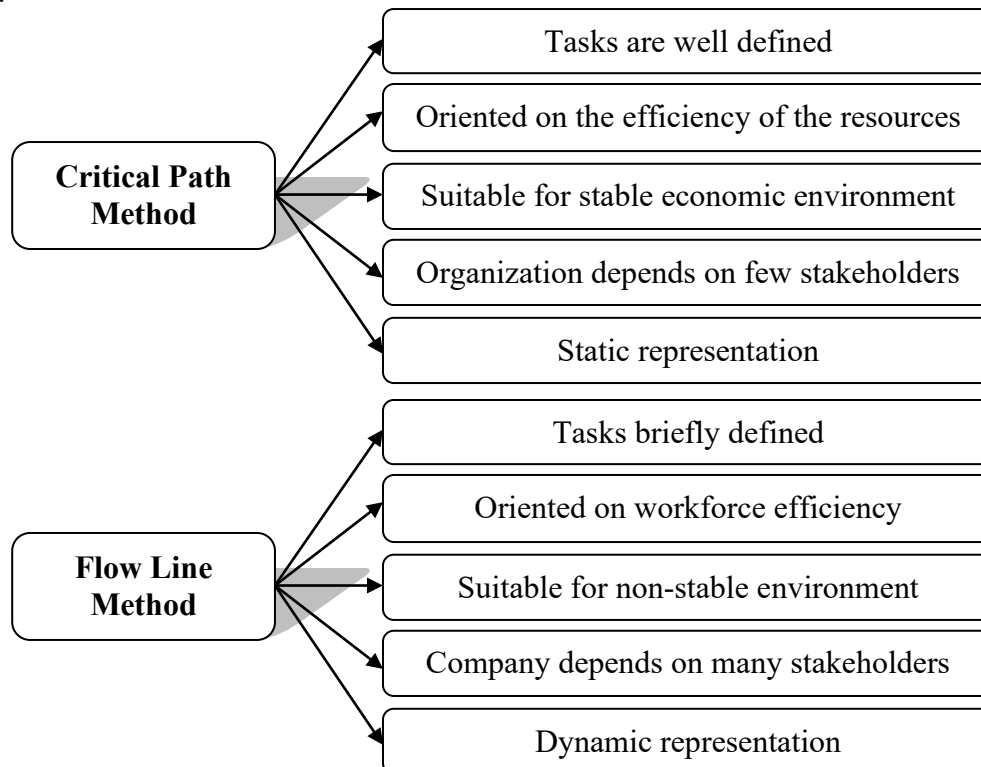 Critical Path
Method
Tasks are well defined
Oriented on the efficiency of the resources
Suitable for stable economic environment
Organization depends on few stakeholders
Static representation
Flow Line
Method
Tasks briefly defined
Oriented on workforce efficiency
Suitable for non-stable environment
Company depends on many stakeholders
Dynamic representation